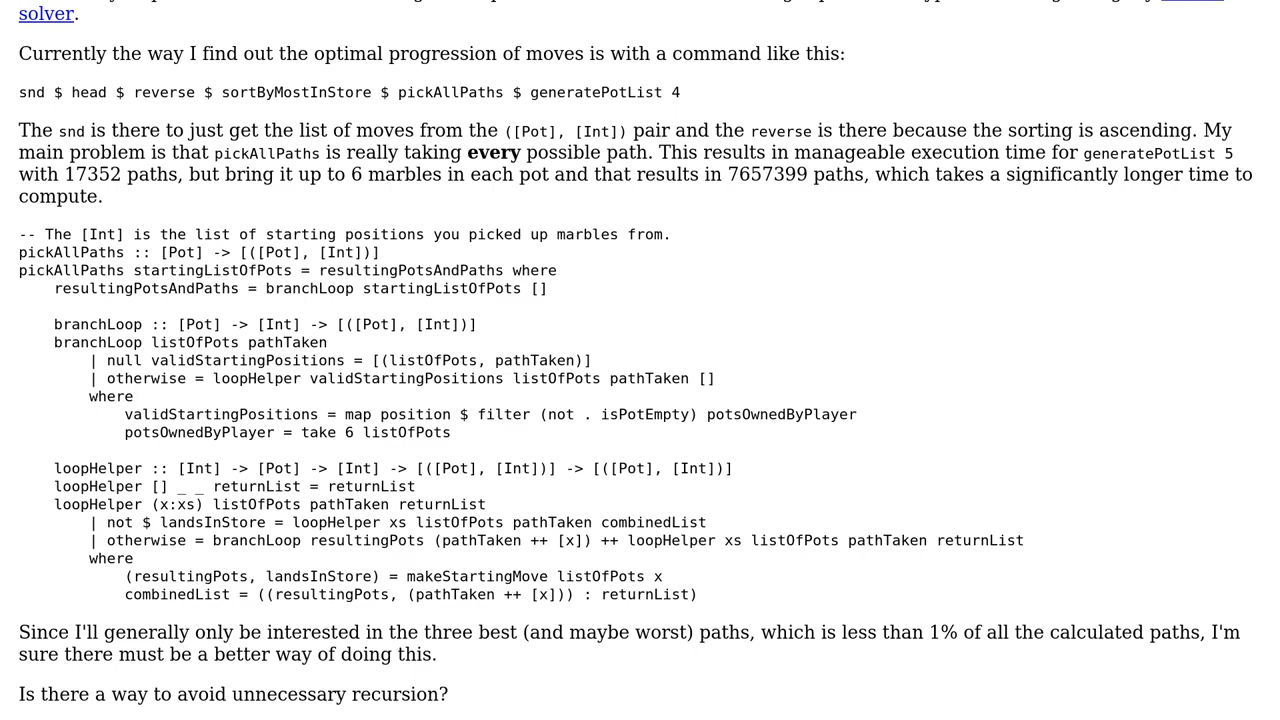 solver.
Currently the way I find out the optimal progression of moves is with a command like this:
snd $ head $ reverse $ sortByMostInStore $ pickAllPaths $ generatePotList 4
The snd is there to just get the list of moves from the ([Pot], [Int]) pair and the reverse is there because the sorting is ascending. My
main problem is that pickAllPaths is really taking every possible path. This results in manageable execution time for generatePotList 5
with 17352 paths, but bring it up to 6 marbles in each pot and that results in 7657399 paths, which takes a significantly longer time to
compute.
-- The [Int] is the list of starting positions you picked up marbles from.
pickAllPaths :: [Pot] -> [([Pot], [Int])]
pickAllPaths startingListOfPots = resultingPotsAndPaths where
    resultingPotsAndPaths = branchLoop startingListOfPots []
    branchLoop :: [Pot] -> [Int] -> [([Pot], [Int])]
    branchLoop listOfPots pathTaken
        | null validStartingPositions = [(listOfPots, pathTaken)]
        | otherwise = loopHelper validStartingPositions listOfPots pathTaken []
        where
            validStartingPositions = map position $ filter (not . isPotEmpty) potsOwnedByPlayer
            potsOwnedByPlayer = take 6 listOfPots
    loopHelper :: [Int] -> [Pot] -> [Int] -> [([Pot], [Int])] -> [([Pot], [Int])]
    loopHelper [] _ _ returnList = returnList
    loopHelper (x:xs) listOfPots pathTaken returnList
        | not $ landsInStore = loopHelper xs listOfPots pathTaken combinedList
        | otherwise = branchLoop resultingPots (pathTaken ++ [x]) ++ loopHelper xs listOfPots pathTaken returnList
        where
            (resultingPots, landsInStore) = makeStartingMove listOfPots x
            combinedList = ((resultingPots, (pathTaken ++ [x])) : returnList)
Since I'll generally only be interested in the three best (and maybe worst) paths, which is less than 1% of all the calculated paths, I'm
sure there must be a better way of doing this.
Is there a way to avoid unnecessary recursion?